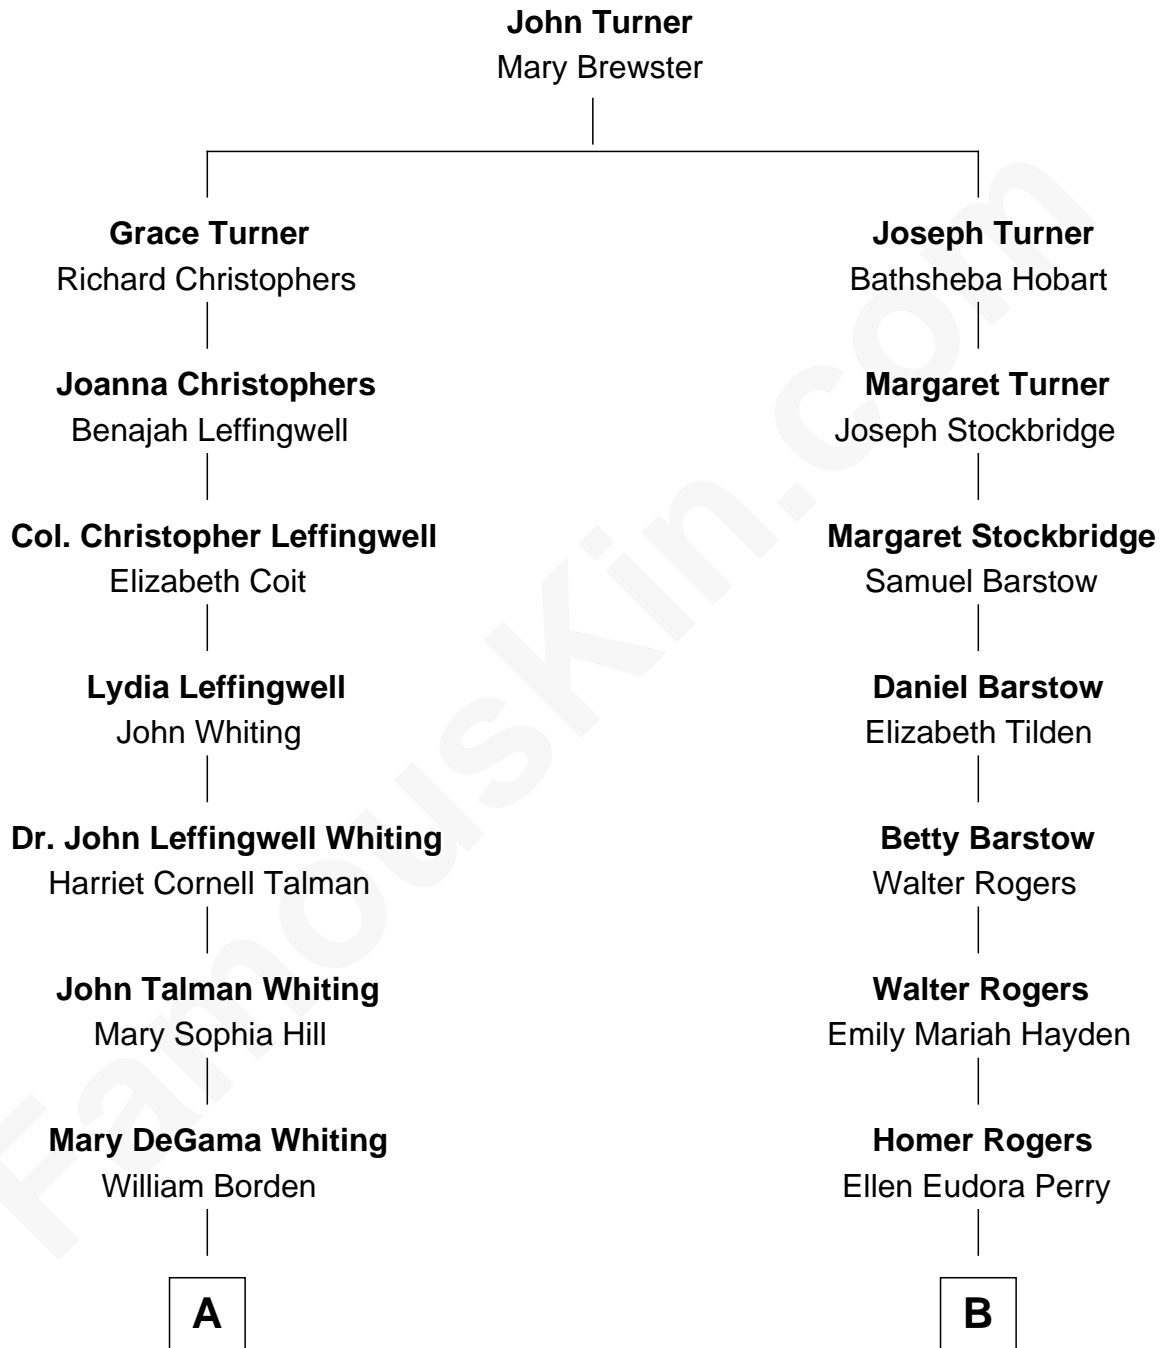 John Turner
Mary Brewster
Grace Turner
Richard Christophers
Joseph Turner
Bathsheba Hobart
Joanna Christophers
Benajah Leffingwell
Margaret Turner
Joseph Stockbridge
Col. Christopher Leffingwell
Elizabeth Coit
Margaret Stockbridge
Samuel Barstow
Lydia Leffingwell
John Whiting
Daniel Barstow
Elizabeth Tilden
Dr. John Leffingwell Whiting
Harriet Cornell Talman
Betty Barstow
Walter Rogers
John Talman Whiting
Mary Sophia Hill
Walter Rogers
Emily Mariah Hayden
Mary DeGama Whiting
William Borden
Homer Rogers
Ellen Eudora Perry
A
B
FamousKin.com